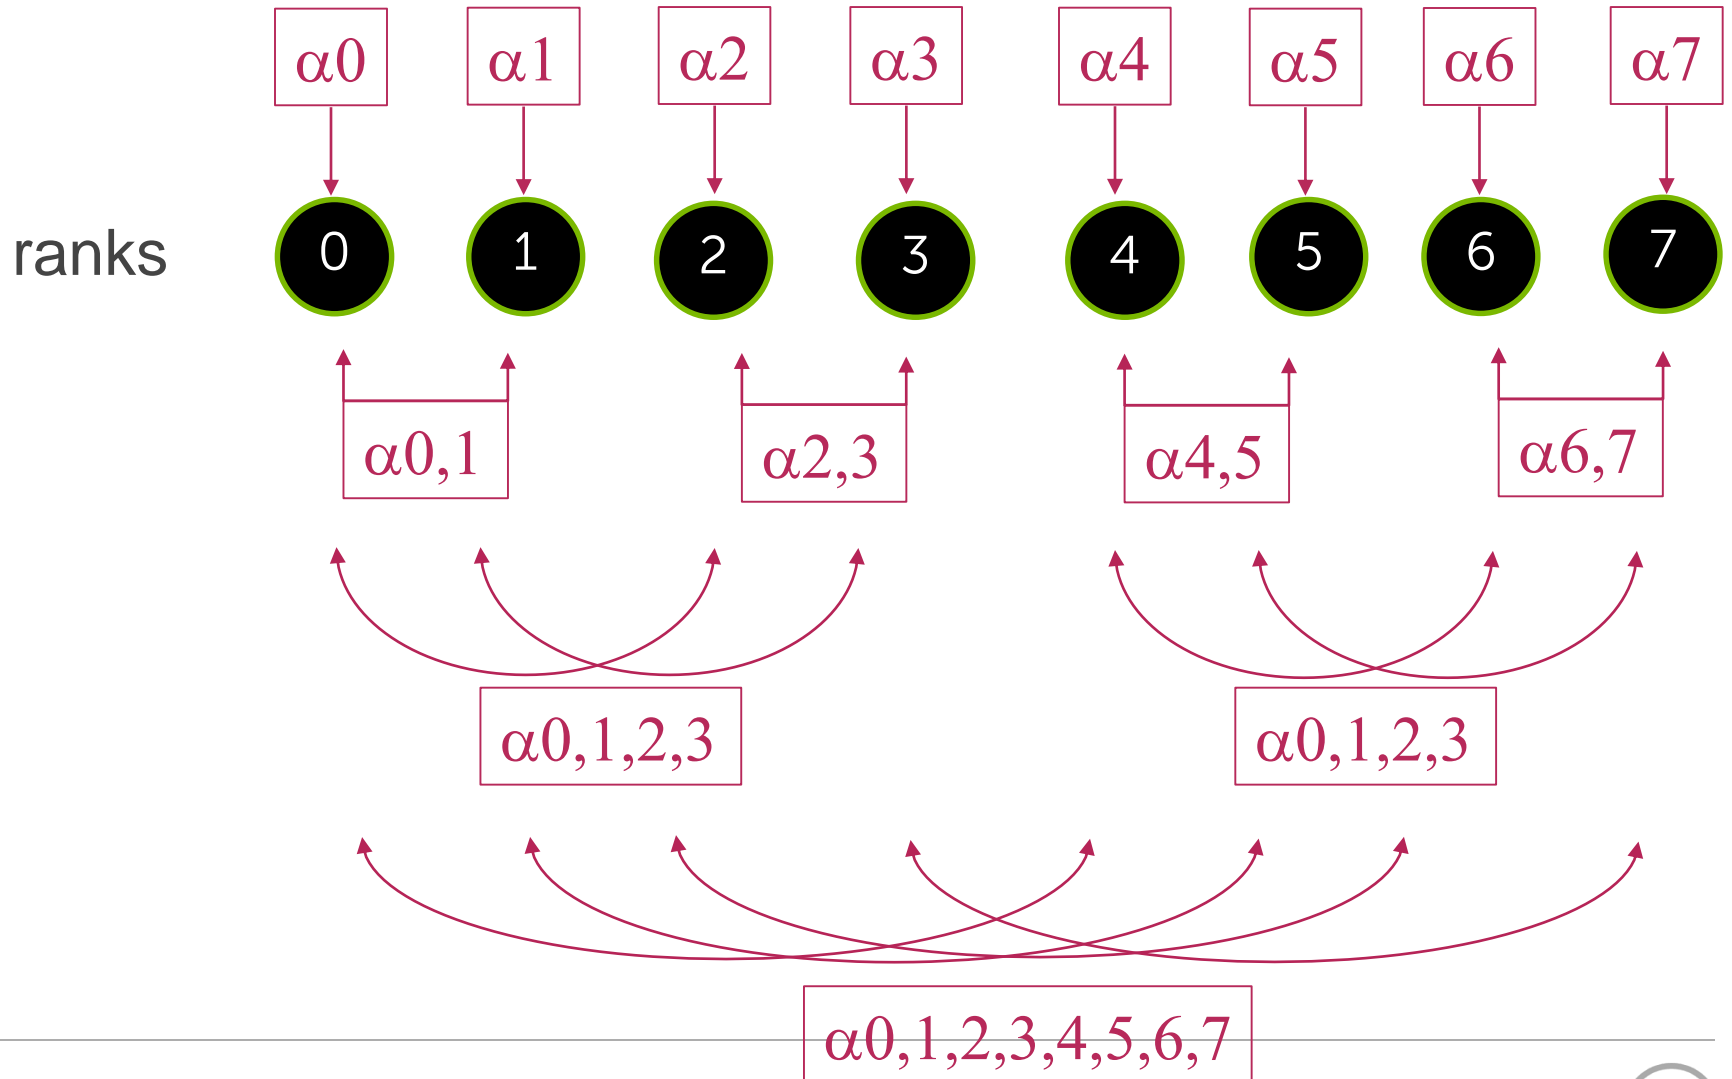 α0 α1 α2 α3 α4 α5 α6 α7
ranks 0 1 2 3 4 5 6 7
α0,1 α2,3 α4,5 α6,7
α0,1,2,3 α0,1,2,3
α0,1,2,3,4,5,6,7